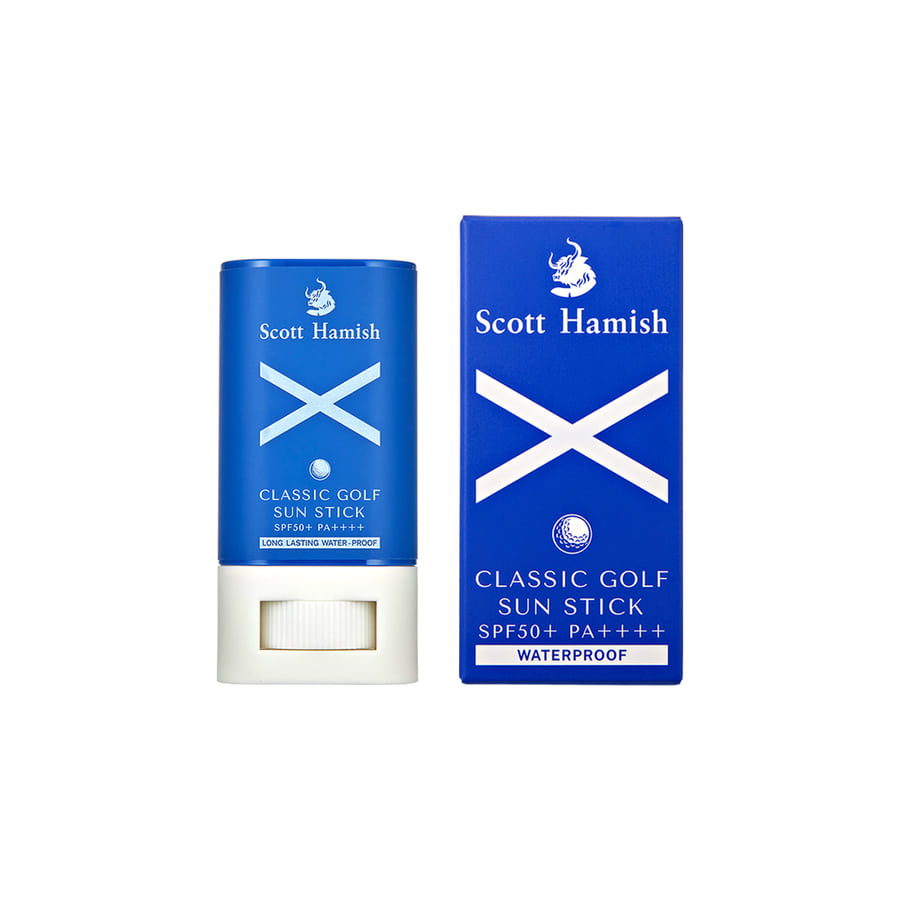 Scott Hamish
CLASSIC GOLF
SUN STICK
SPF50+ PA++++
LONG LASTING WATER-PROOF
Scott Hamish
CLASSIC GOLF
SUN STICK
SPF50+ PA++++
WATERPROOF